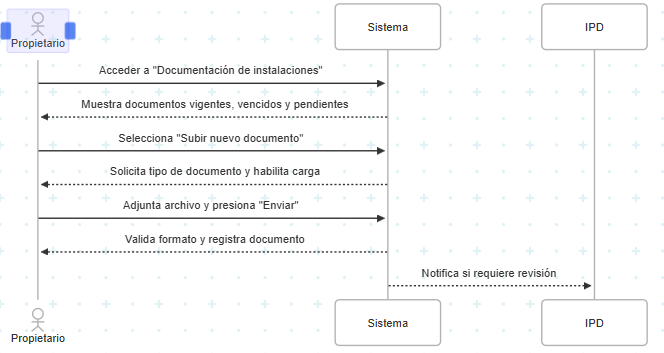 Propietario
Sistema
IPD
Acceder a "Documentación de instalaciones"
Muestra documentos vigentes, vencidos y pendientes
Selecciona "Subir nuevo documento"
Solicita tipo de documento y habilita carga
Adjunta archivo y presiona "Enviar"
Valida formato y registra documento
Notifica si requiere revisión
Propietario
Sistema
IPD